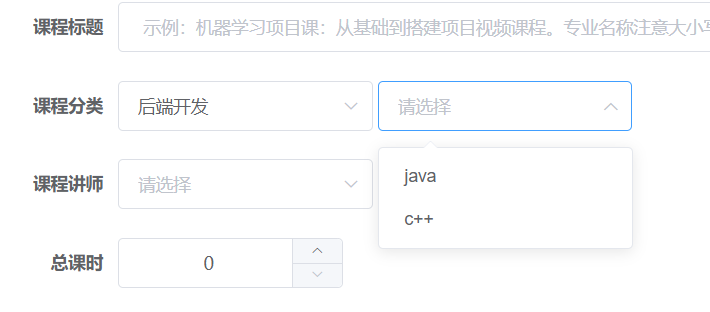 课程标题 示例：机器学习项目课：从基础到搭建项目视频课程。专业名称注意大小写
课程分类 后端开发 请选择
java
课程讲师 请选择
c++
总课时 0